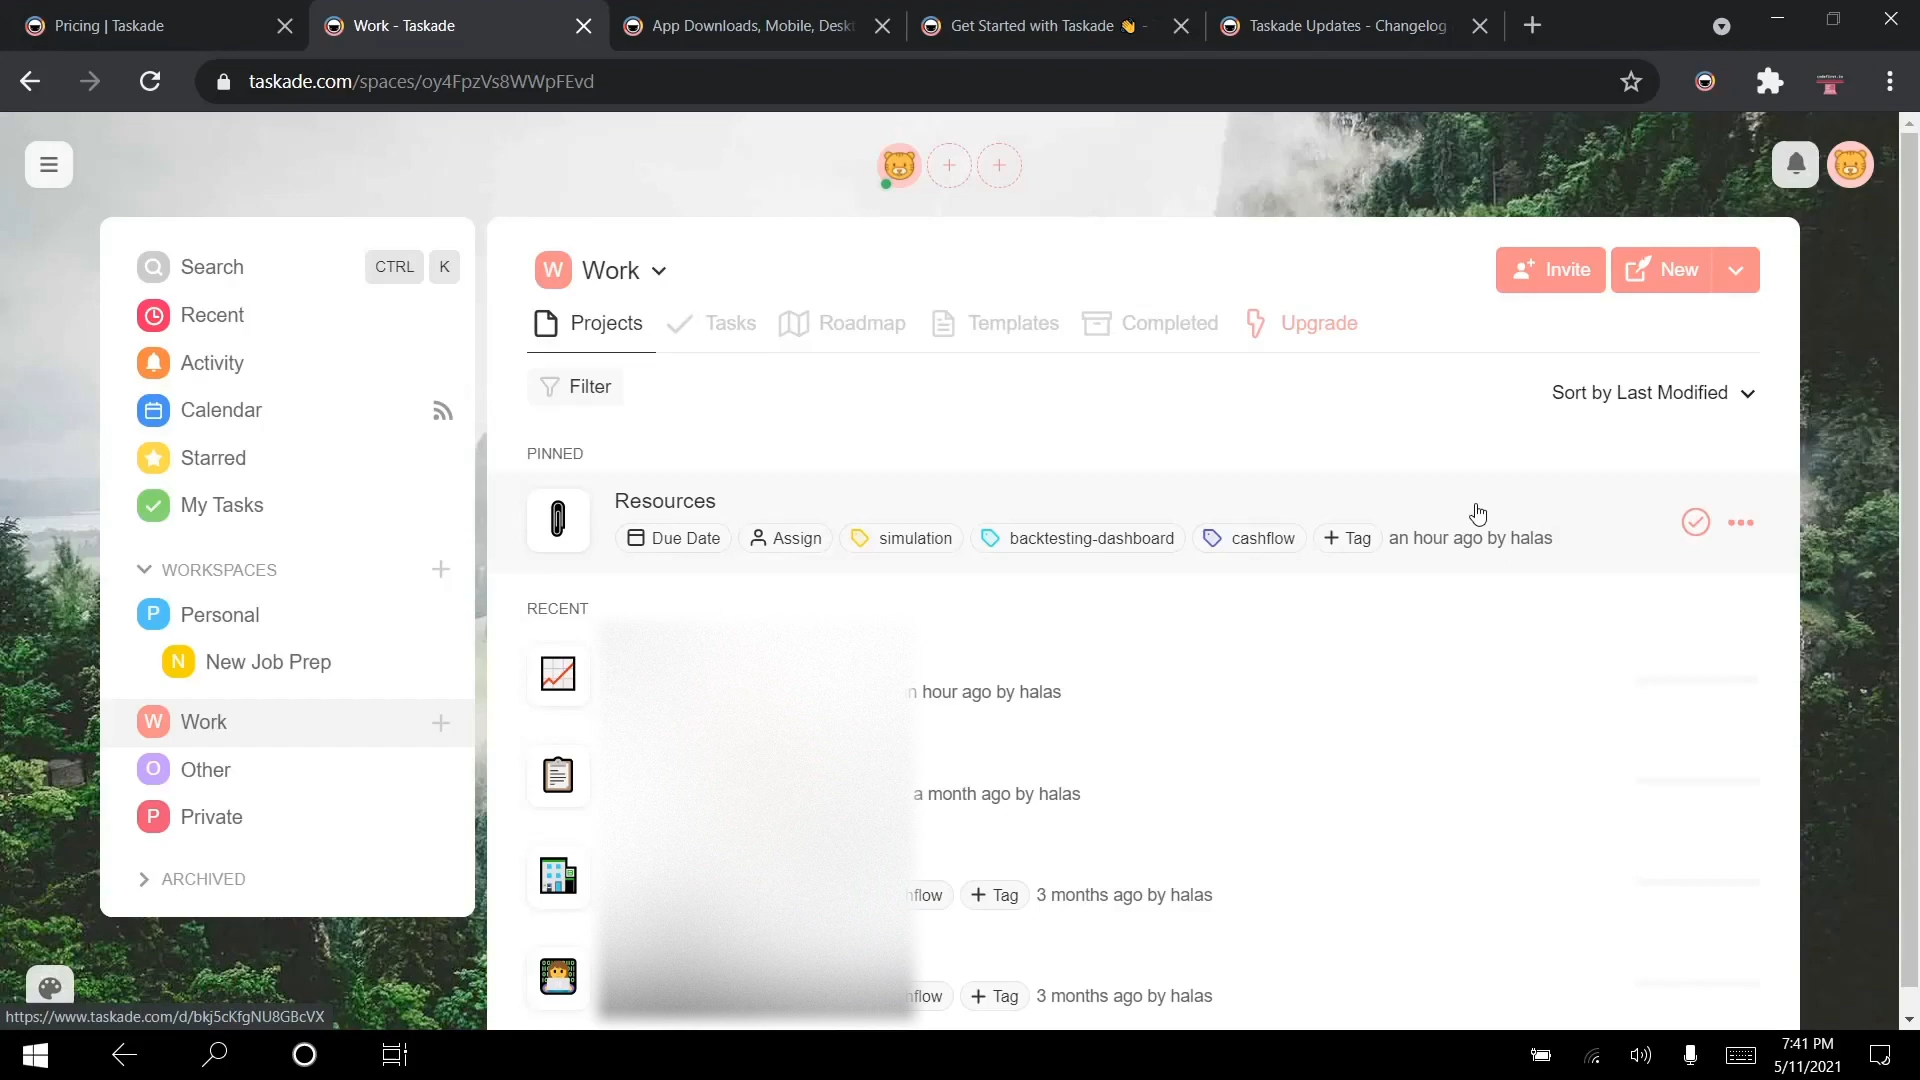 Pricing | Taskade
Work - Taskade
App Downloads, Mobile, Deskt
Get Started with Taskade 👋 -
Taskade Updates - Changelog
taskade.com/spaces/oy4FpzVs8WWpFEvd
Search
CTRL K
Recent
Activity
Calendar
Starred
My Tasks
WORKSPACES
P Personal
N New Job Prep
W Work
O Other
P Private
ARCHIVED
W Work
Invite
New
Projects
Tasks
Roadmap
Templates
Completed
Upgrade
Filter
Sort by Last Modified
PINNED
Resources
Due Date Assign simulation backtesting-dashboard cashflow + Tag an hour ago by halas
RECENT
n hour ago by halas
a month ago by halas
hflow + Tag 3 months ago by halas
nflow + Tag 3 months ago by halas
https://www.taskade.com/d/bkj5cKfgNU8GBcVX
7:41 PM
5/11/2021